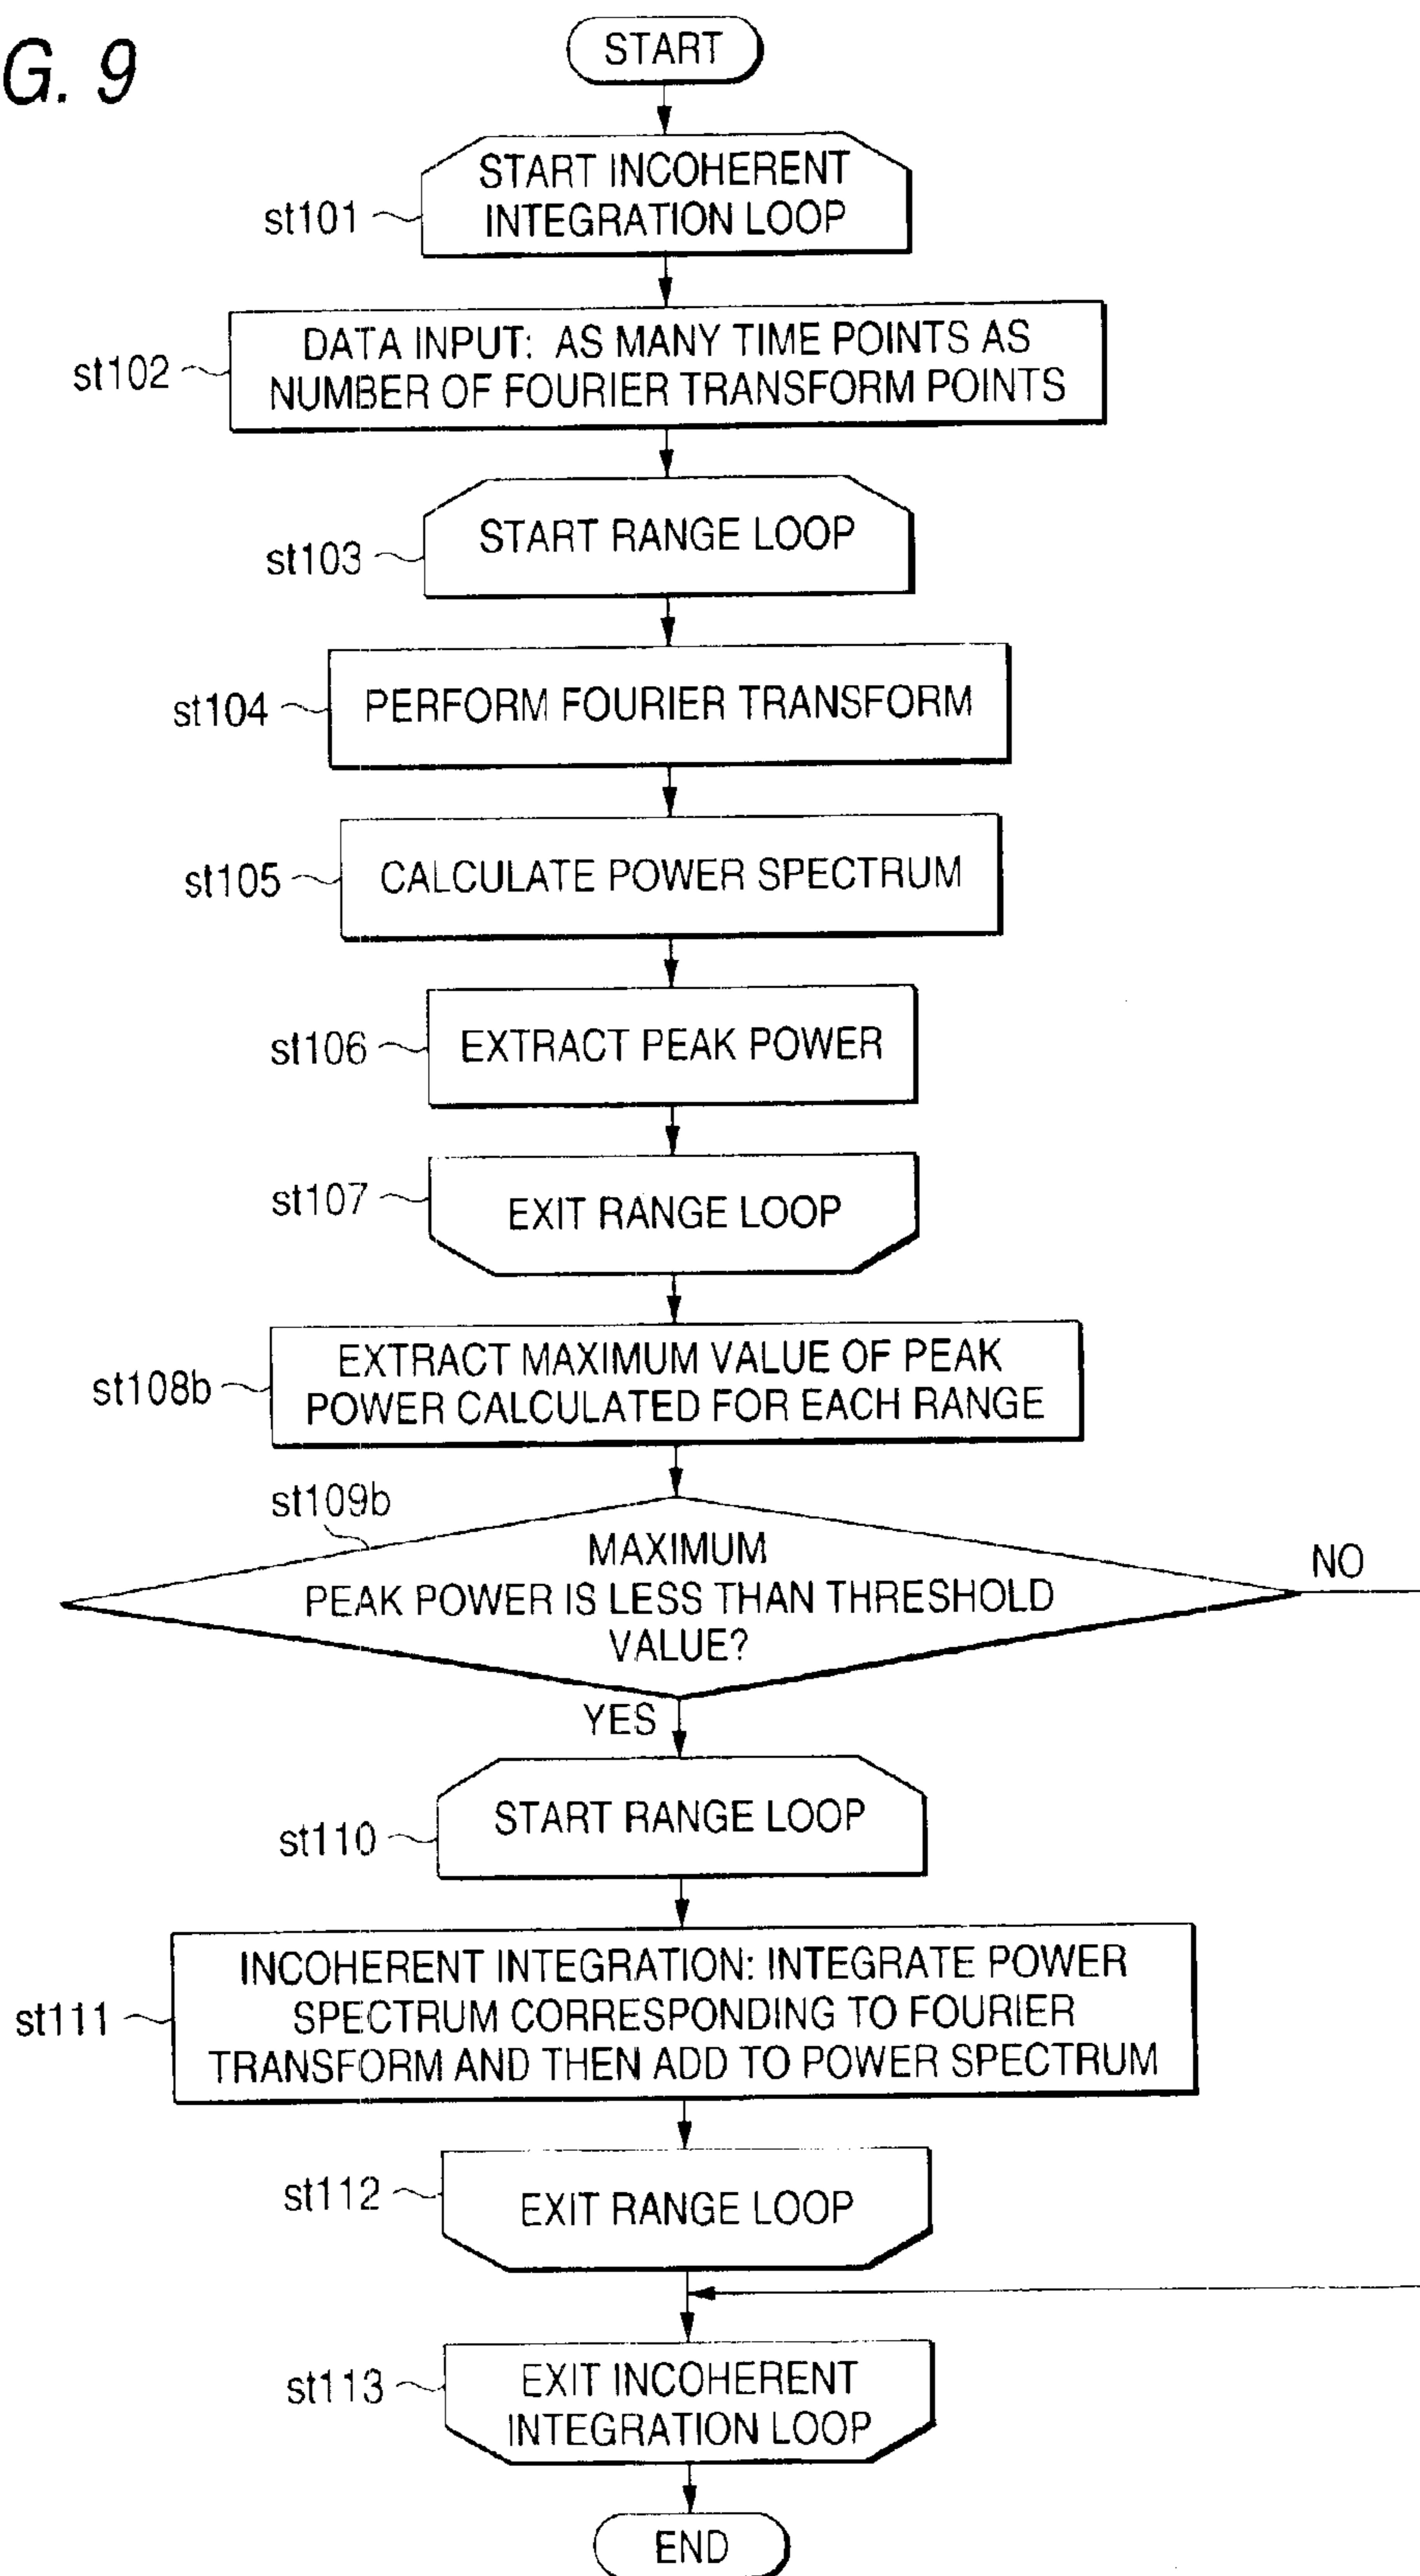 G. 9
START
START INCOHERENT
INTEGRATION LOOP
st101
DATA INPUT: AS MANY TIME POINTS AS
NUMBER OF FOURIER TRANSFORM POINTS
st102
START RANGE LOOP
st103
PERFORM FOURIER TRANSFORM
st104
CALCULATE POWER SPECTRUM
st105
EXTRACT PEAK POWER
st106
EXIT RANGE LOOP
st107
EXTRACT MAXIMUM VALUE OF PEAK
POWER CALCULATED FOR EACH RANGE
st108b
st109b
MAXIMUM
PEAK POWER IS LESS THAN THRESHOLD
VALUE?
NO
YES
START RANGE LOOP
st110
INCOHERENT INTEGRATION: INTEGRATE POWER
SPECTRUM CORRESPONDING TO FOURIER
TRANSFORM AND THEN ADD TO POWER SPECTRUM
st111
EXIT RANGE LOOP
st112
EXIT INCOHERENT
INTEGRATION LOOP
st113
END